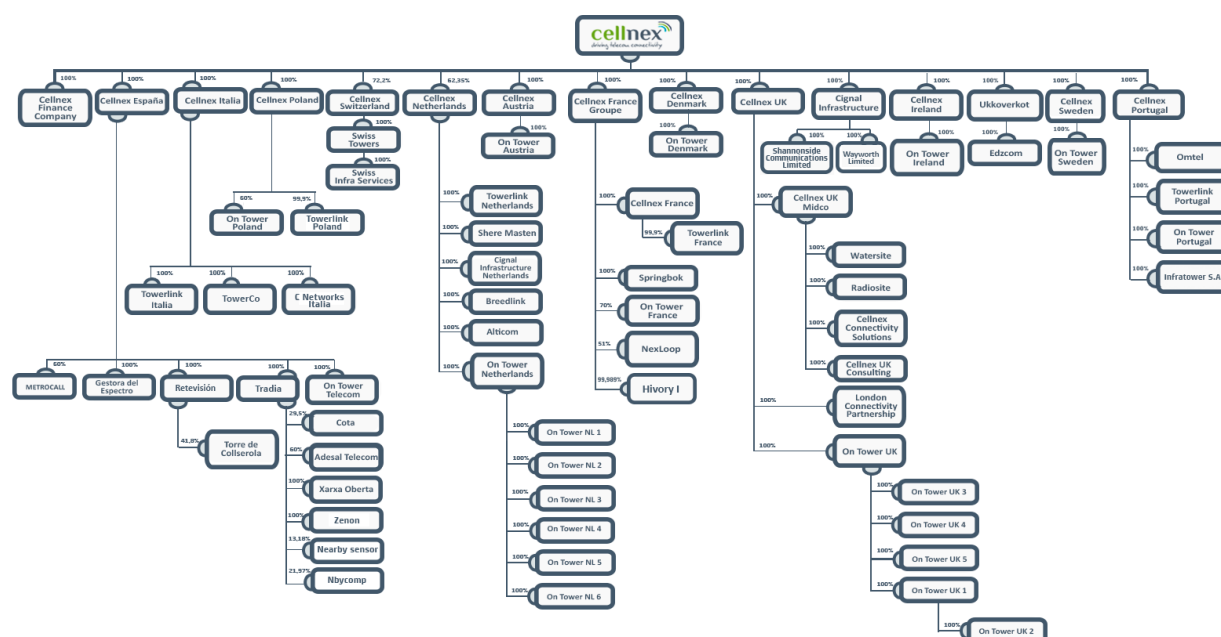 cellnex
driving telecom connectivity
100%
100%
100%
100%
72,2%
62,35%
100%
100%
100%
100%
100%
100%
100%
100%
100%
Cellnex
Finance
Company
Cellnex España
Cellnex Italia
Cellnex Poland
Cellnex
Switzerland
Cellnex
Netherlands
Cellnex
Austria
Cellnex France
Groupe
Cellnex
Denmark
Cellnex UK
Cignal
Infrastructure
Cellnex
Ireland
Ukkoverkot
Cellnex
Sweden
Cellnex
Portugal
100%
Swiss
Towers
100%
Swiss
Infra Services
100%
On Tower
Austria
100%
On Tower
Denmark
100%
Shannonside
Communications
Limited
100%
Wayworth
Limited
100%
On Tower
Ireland
100%
Edzcom
100%
On Tower
Sweden
100%
Omtel
100%
Towerlink
Portugal
100%
On Tower
Portugal
100%
Infratower S.A
60%
On Tower
Poland
99,9%
Towerlink
Poland
100%
Towerlink
Italia
100%
TowerCo
100%
C Networks
Italia
100%
Towerlink
Netherlands
100%
Shere Masten
100%
Cignal
Infrastructure
Netherlands
100%
Breedlink
100%
Alticom
100%
On Tower
Netherlands
100%
On Tower NL 1
100%
On Tower NL 2
100%
On Tower NL 3
100%
On Tower NL 4
100%
On Tower NL 5
100%
On Tower NL 6
100%
Cellnex France
99,9%
Towerlink
France
100%
Springbok
70%
On Tower
France
51%
NexLoop
99,989%
Hivory I
100%
Cellnex UK
Midco
100%
Watersite
100%
Radiosite
100%
Cellnex
Connectivity
Solutions
100%
Cellnex UK
Consulting
100%
London
Connectivity
Partnership
100%
On Tower UK
100%
On Tower UK 3
100%
On Tower UK 4
100%
On Tower UK 5
100%
On Tower UK 1
100%
On Tower UK 2
60%
METROCALL
100%
Gestora del
Espectro
100%
Retevisión
100%
Tradia
100%
On Tower
Telecom
41,8%
Torre de
Collserola
29,5%
Cota
60%
Adesal Telecom
100%
Xarxa Oberta
100%
Zenon
13,18%
Nearby sensor
21,97%
Nbycomp